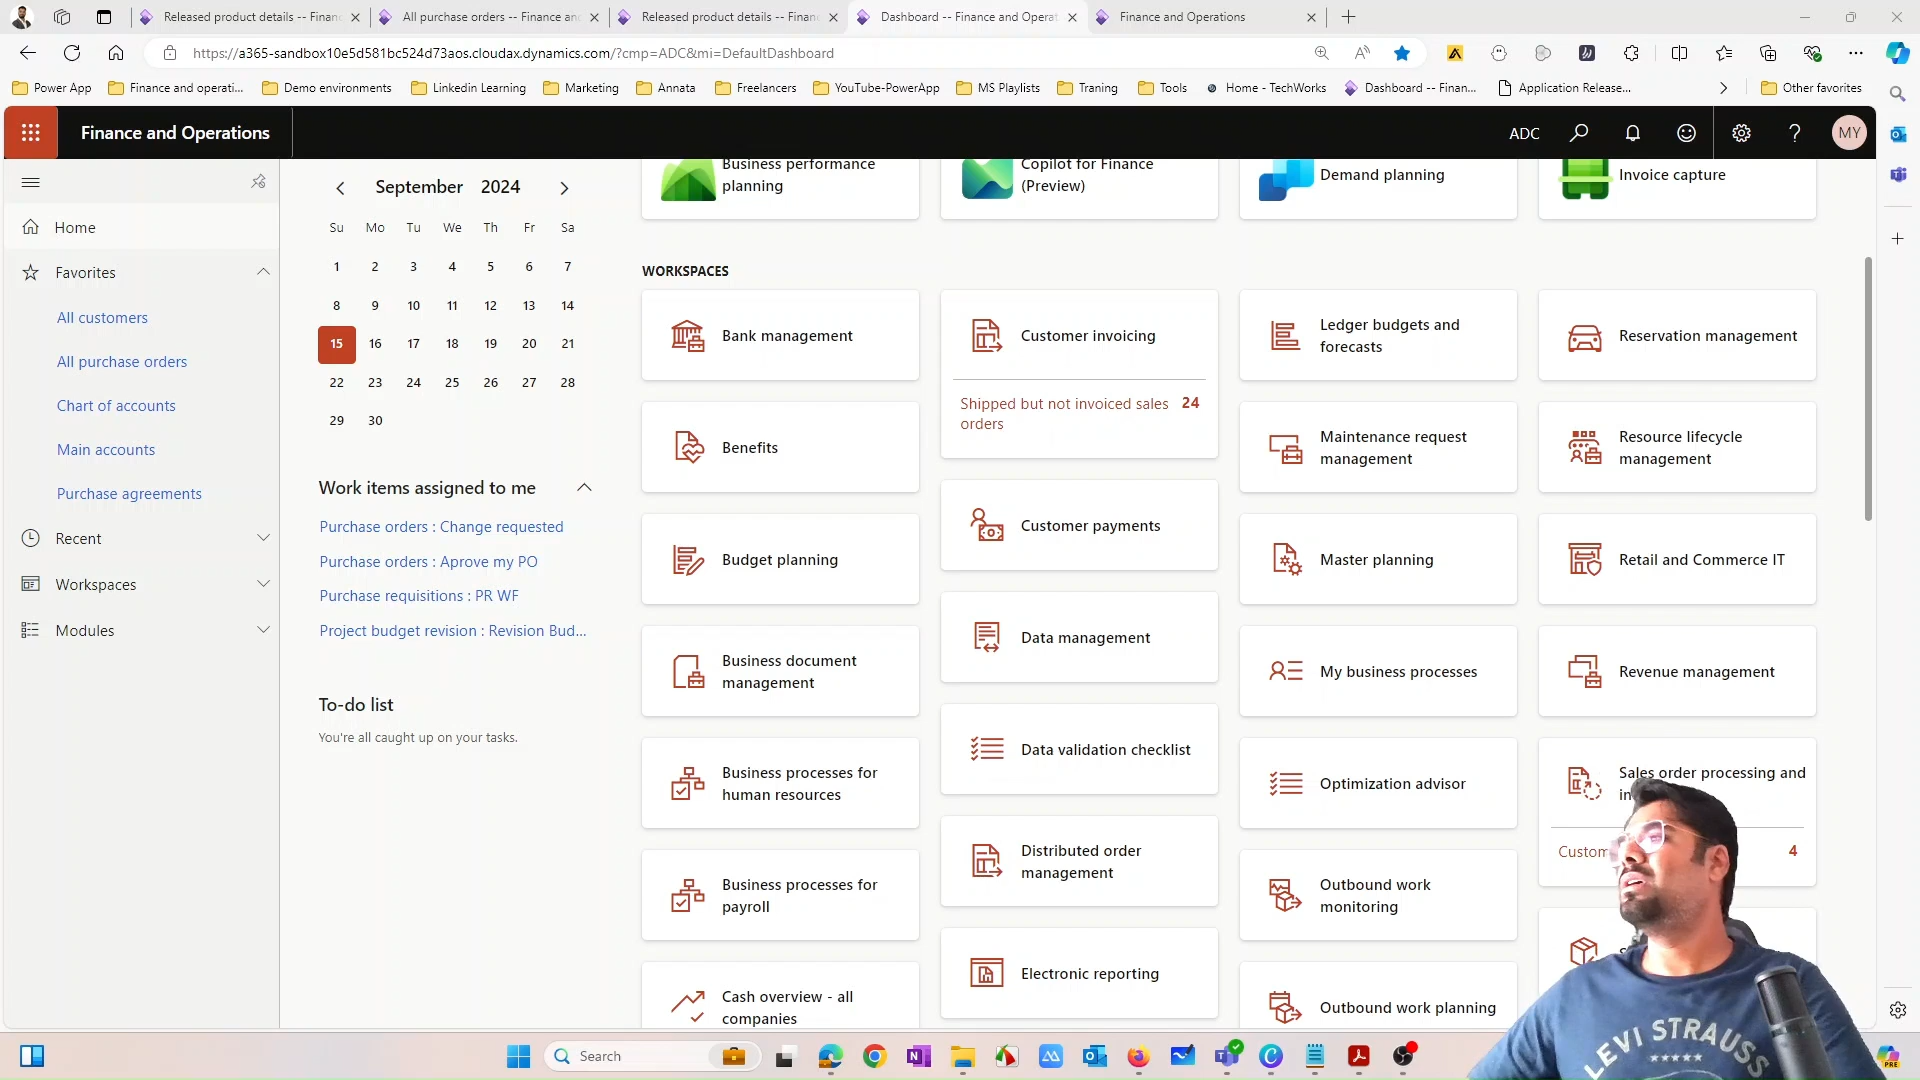 Released product details -- Finan
All purchase orders -- Finance an
Released product details -- Finan
Dashboard -- Finance and Operat
Finance and Operations
https://a365-sandbox10e5d581bc524d73aos.cloudax.dynamics.com/?cmp=ADC&mi=DefaultDashboard
Power App
Finance and operati...
Demo environments
Linkedin Learning
Marketing
Annata
Freelancers
YouTube-PowerApp
MS Playlists
Traning
Tools
Home - TechWorks
Dashboard -- Finan...
Application Release...
Other favorites
Finance and Operations
ADC
MY
Home
Favorites
All customers
All purchase orders
Chart of accounts
Main accounts
Purchase agreements
Recent
Workspaces
Modules
September 2024
Su Mo Tu We Th Fr Sa
1 2 3 4 5 6 7
8 9 10 11 12 13 14
15 16 17 18 19 20 21
22 23 24 25 26 27 28
29 30
Work items assigned to me
Purchase orders : Change requested
Purchase orders : Aprove my PO
Purchase requisitions : PR WF
Project budget revision : Revision Bud...
To-do list
You're all caught up on your tasks.
Business performance
planning
Copilot for Finance
(Preview)
Demand planning
Invoice capture
WORKSPACES
Bank management
Benefits
Budget planning
Business document
management
Business processes for
human resources
Business processes for
payroll
Cash overview - all
companies
Customer invoicing
Shipped but not invoiced sales 24
orders
Customer payments
Data management
Data validation checklist
Distributed order
management
Electronic reporting
Ledger budgets and
forecasts
Maintenance request
management
Master planning
My business processes
Optimization advisor
Outbound work
monitoring
Outbound work planning
Reservation management
Resource lifecycle
management
Retail and Commerce IT
Revenue management
Sales order processing and
in
Custom 4
LEVI STRAUSS
Search
PRE